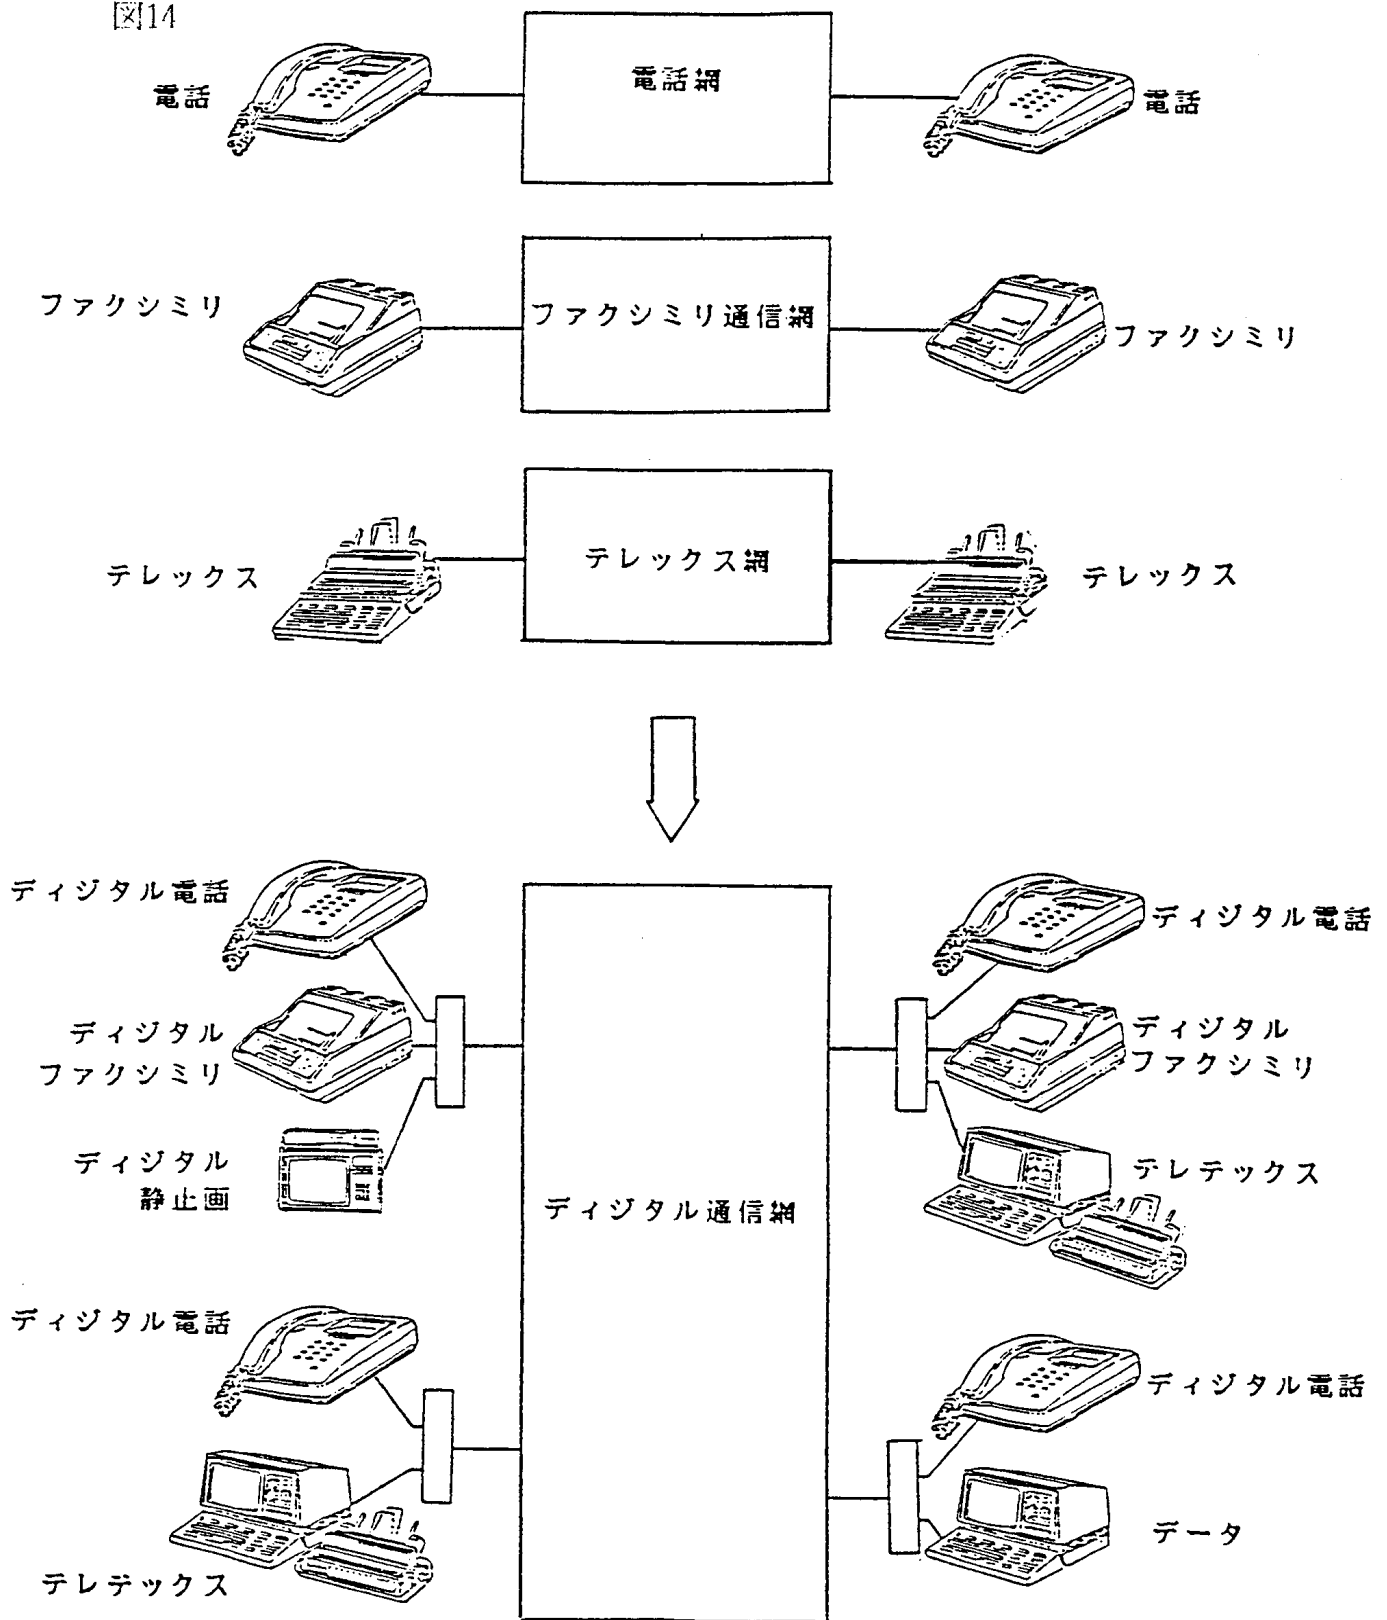 図14
電話
電話網
電話
ファクシミリ
ファクシミリ通信網
ファクシミリ
テレックス
テレックス網
テレックス
ディジタル電話
ディジタル電話
ディジタル
ファクシミリ
ディジタル
ファクシミリ
ディジタル
静止画
テレテックス
ディジタル通信網
ディジタル電話
ディジタル電話
テレテックス
データ